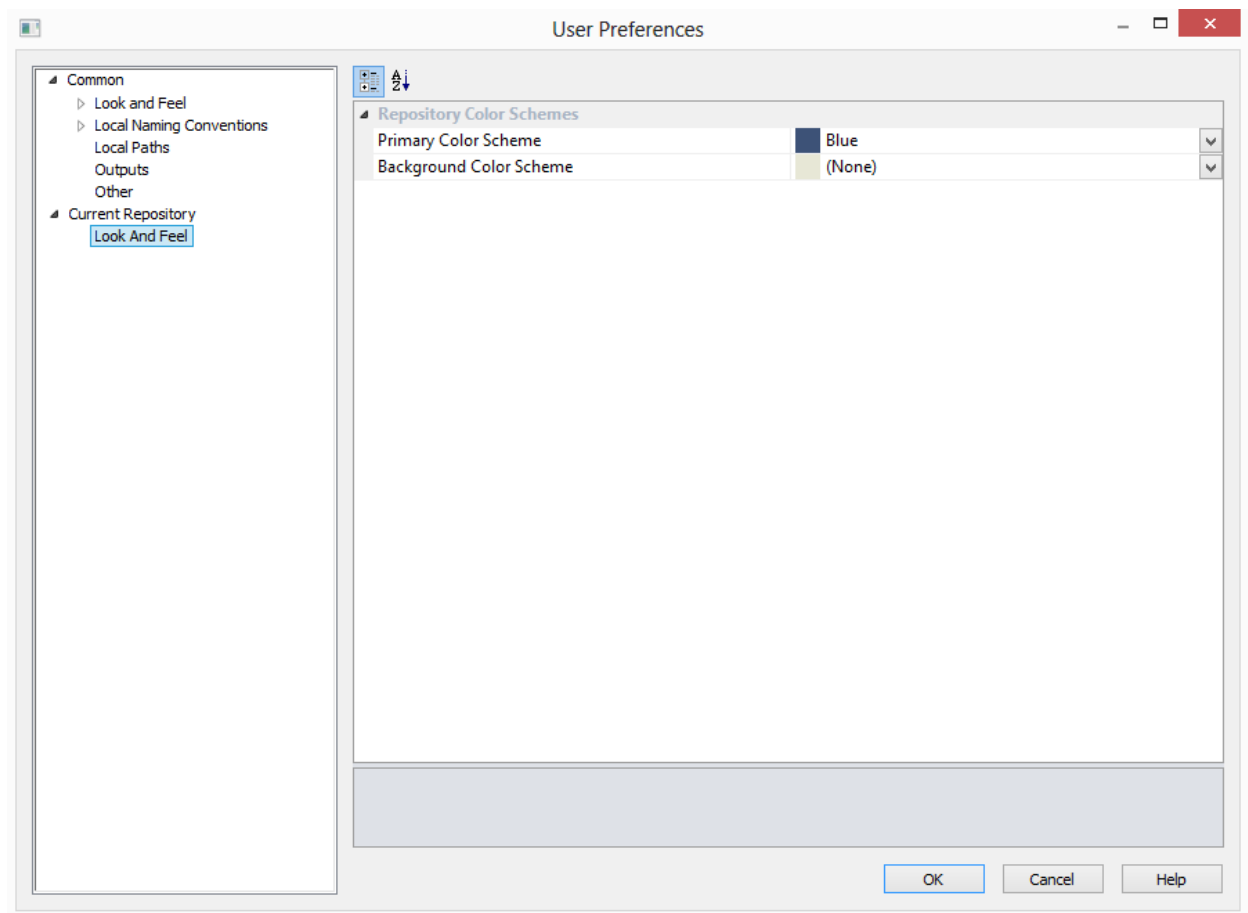 User Preferences
Common
Look and Feel
Local Naming Conventions
Local Paths
Outputs
Other
Current Repository
Look And Feel
Repository Color Schemes
Primary Color Scheme Blue
Background Color Scheme (None)
OK Cancel Help